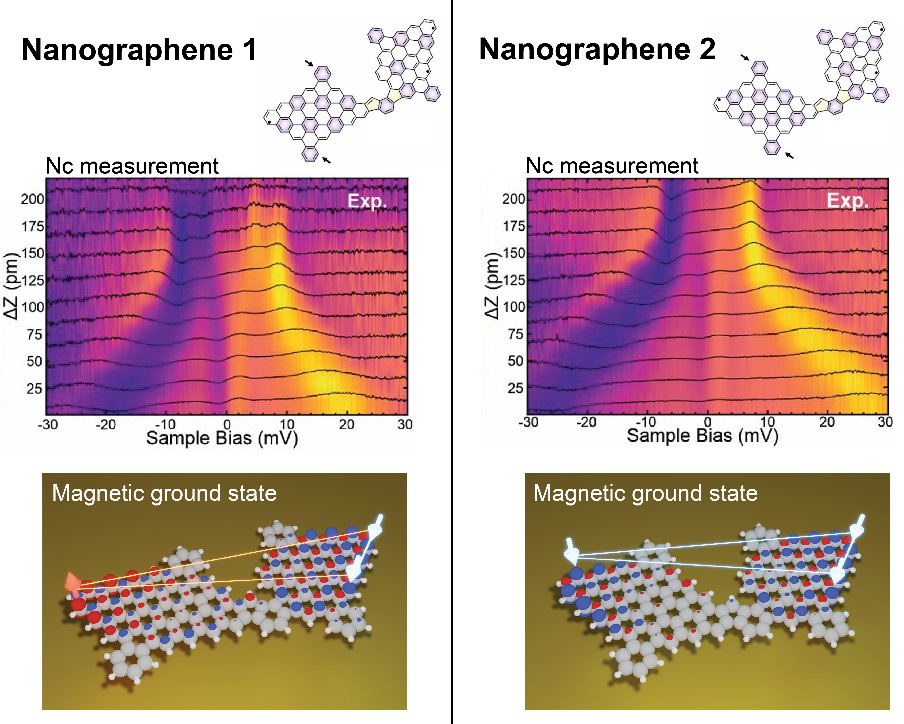 Nanographene 1
Nc measurement
Exp.
200
175
150
125
100
75
50
25
ΔZ (pm)
-30
-20
-10
0
10
20
30
Sample Bias (mV)
Magnetic ground state
Nanographene 2
Nc measurement
Exp.
200
175
150
125
100
75
50
25
ΔZ (pm)
-30
-20
-10
0
10
20
30
Sample Bias (mV)
Magnetic ground state